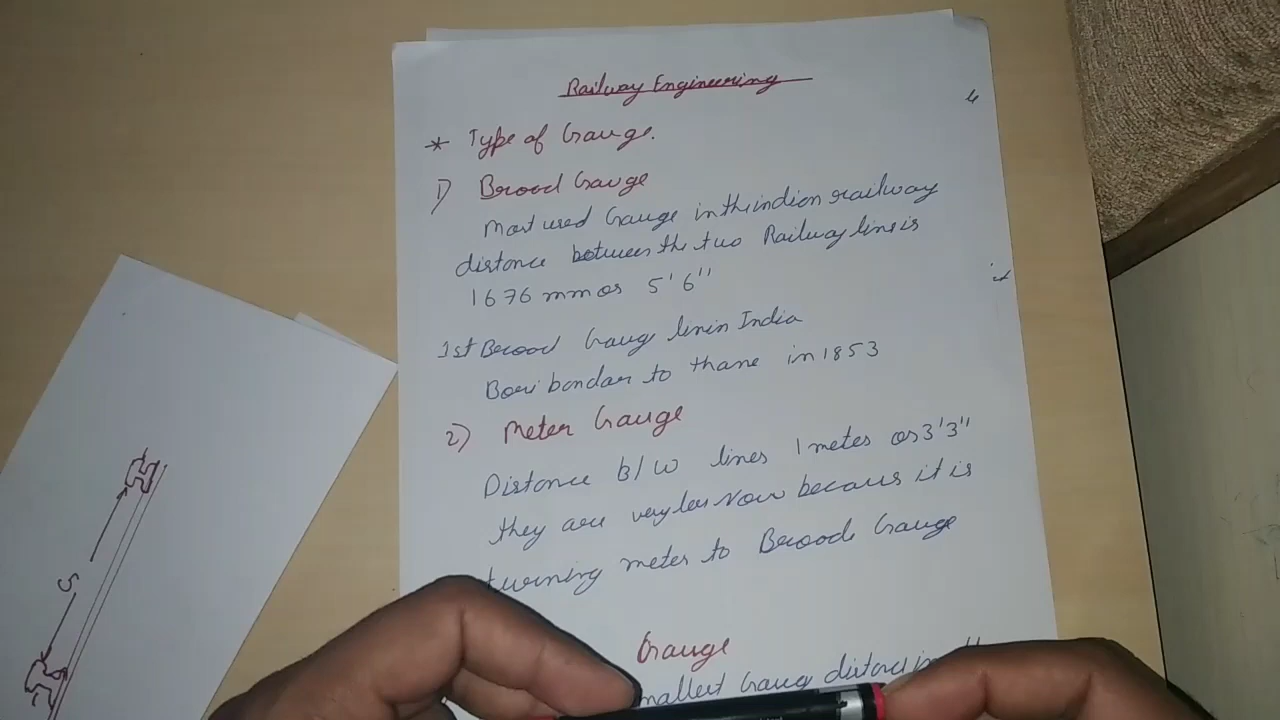 Railway Engineering
* Type of Gauge.
1) Broad Gauge
Most used Gauge in the indian railway
distance between the two Railway line is
1676 mm or 5'6"
1st Broad Gauge line in India
Bori bandar to thane in 1853
2) Meter Gauge
Distance B/W lines 1 meter or 3'3"
they are very less Now becaus it is
turning meter to Broad Gauge
Gauge
mallest Gauge distance
5